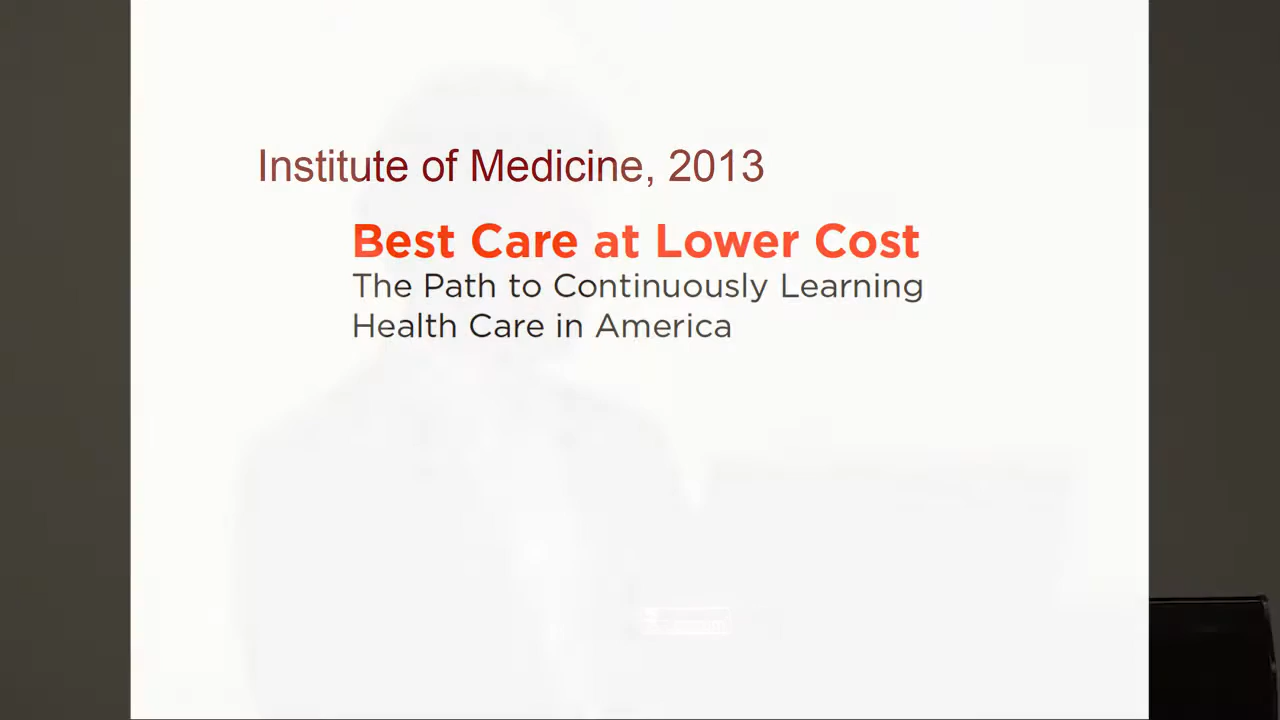 Institute of Medicine, 2013
Best Care at Lower Cost
The Path to Continuously Learning
Health Care in America